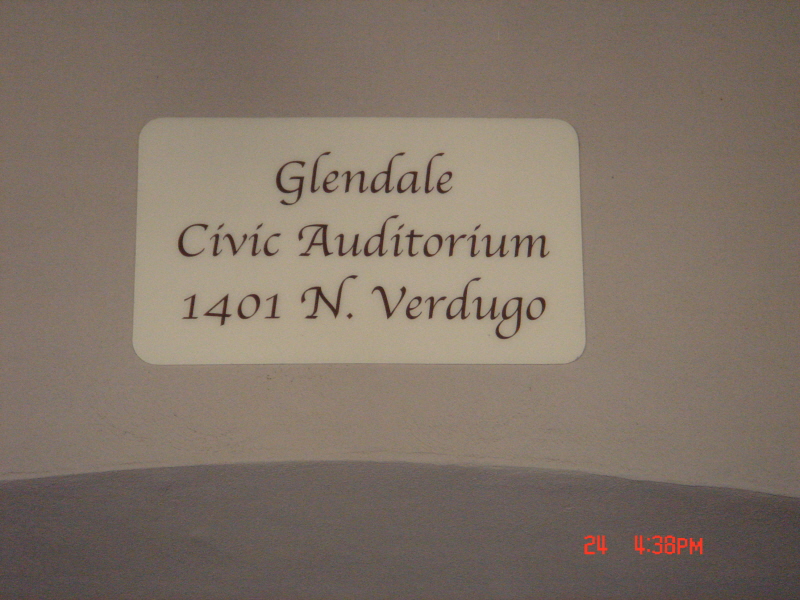 Glendale
Civic Auditorium
1401 N. Verdugo
24 4:38PM